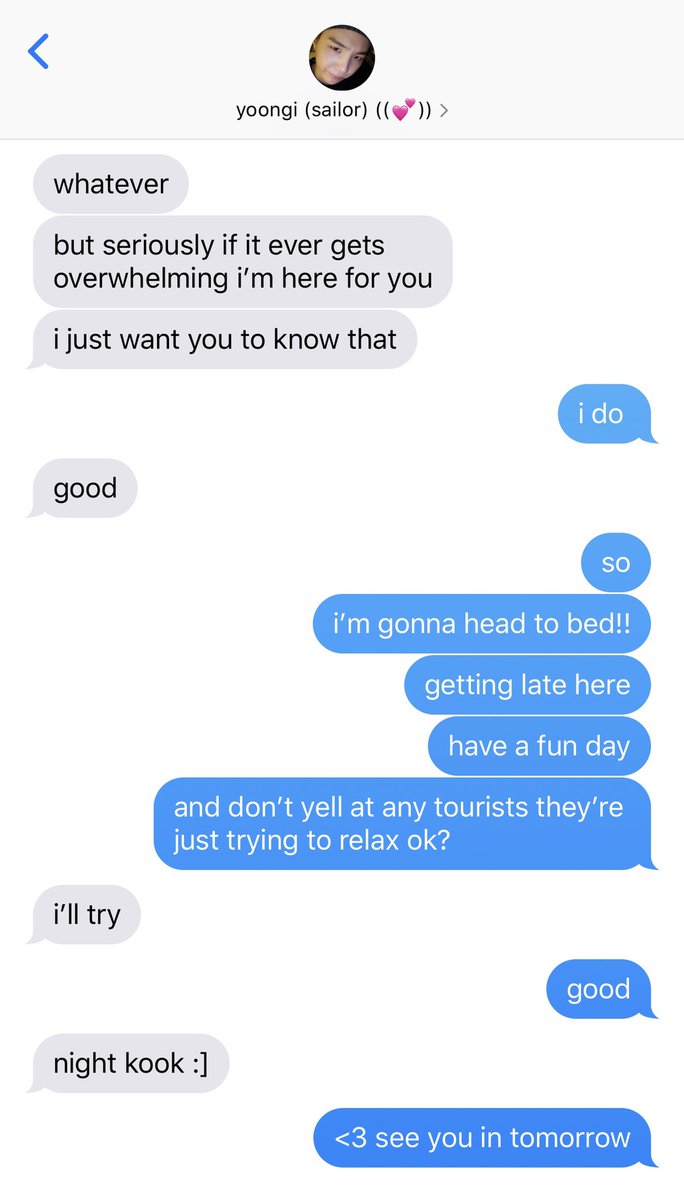 yoongi (sailor) ((💕))
whatever
but seriously if it ever gets
overwhelming i’m here for you
i just want you to know that
i do
good
so
i’m gonna head to bed!!
getting late here
have a fun day
and don’t yell at any tourists they’re
just trying to relax ok?
i’ll try
good
night kook :]
<3 see you in tomorrow